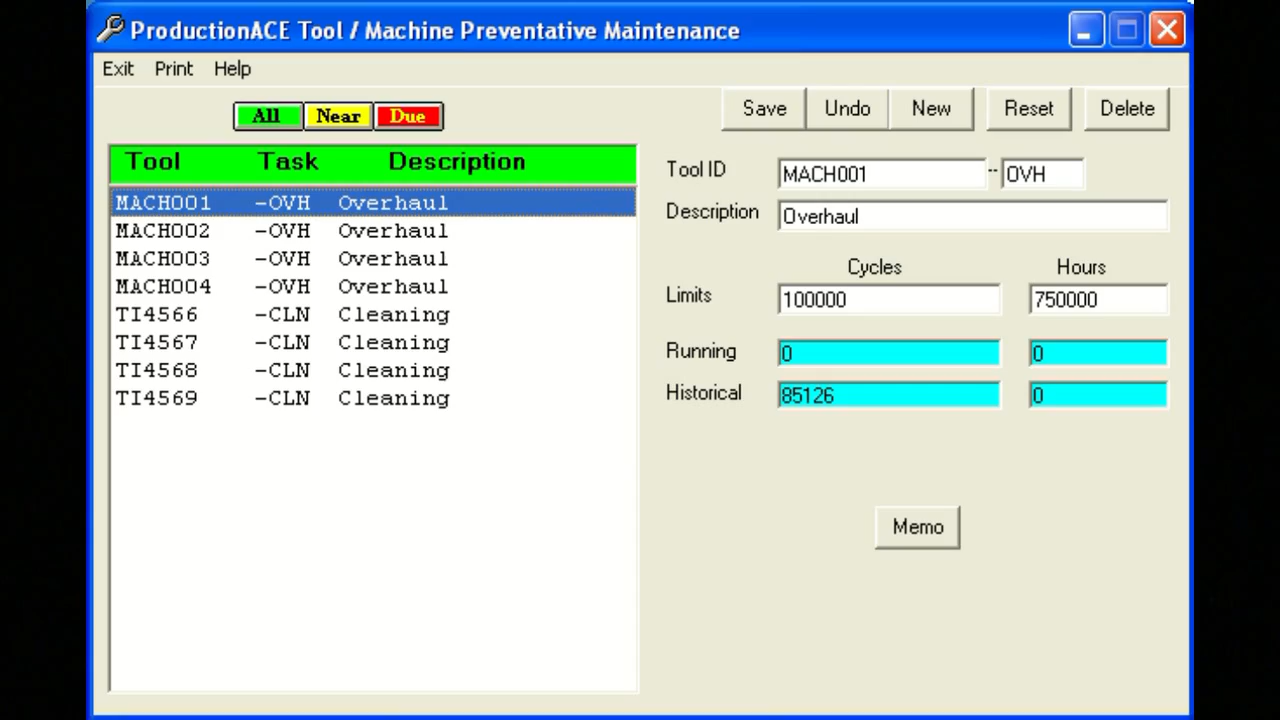 ProductionACE Tool / Machine Preventative Maintenance
Exit Print Help
All Near Due
Save Undo New Reset Delete
Tool Task Description
MACH001 -OVH Overhaul
MACH002 -OVH Overhaul
MACH003 -OVH Overhaul
MACH004 -OVH Overhaul
TI4566 -CLN Cleaning
TI4567 -CLN Cleaning
TI4568 -CLN Cleaning
TI4569 -CLN Cleaning
Tool ID MACH001 -- OVH
Description Overhaul
Cycles Hours
Limits 100000 750000
Running 0 0
Historical 85126 0
Memo